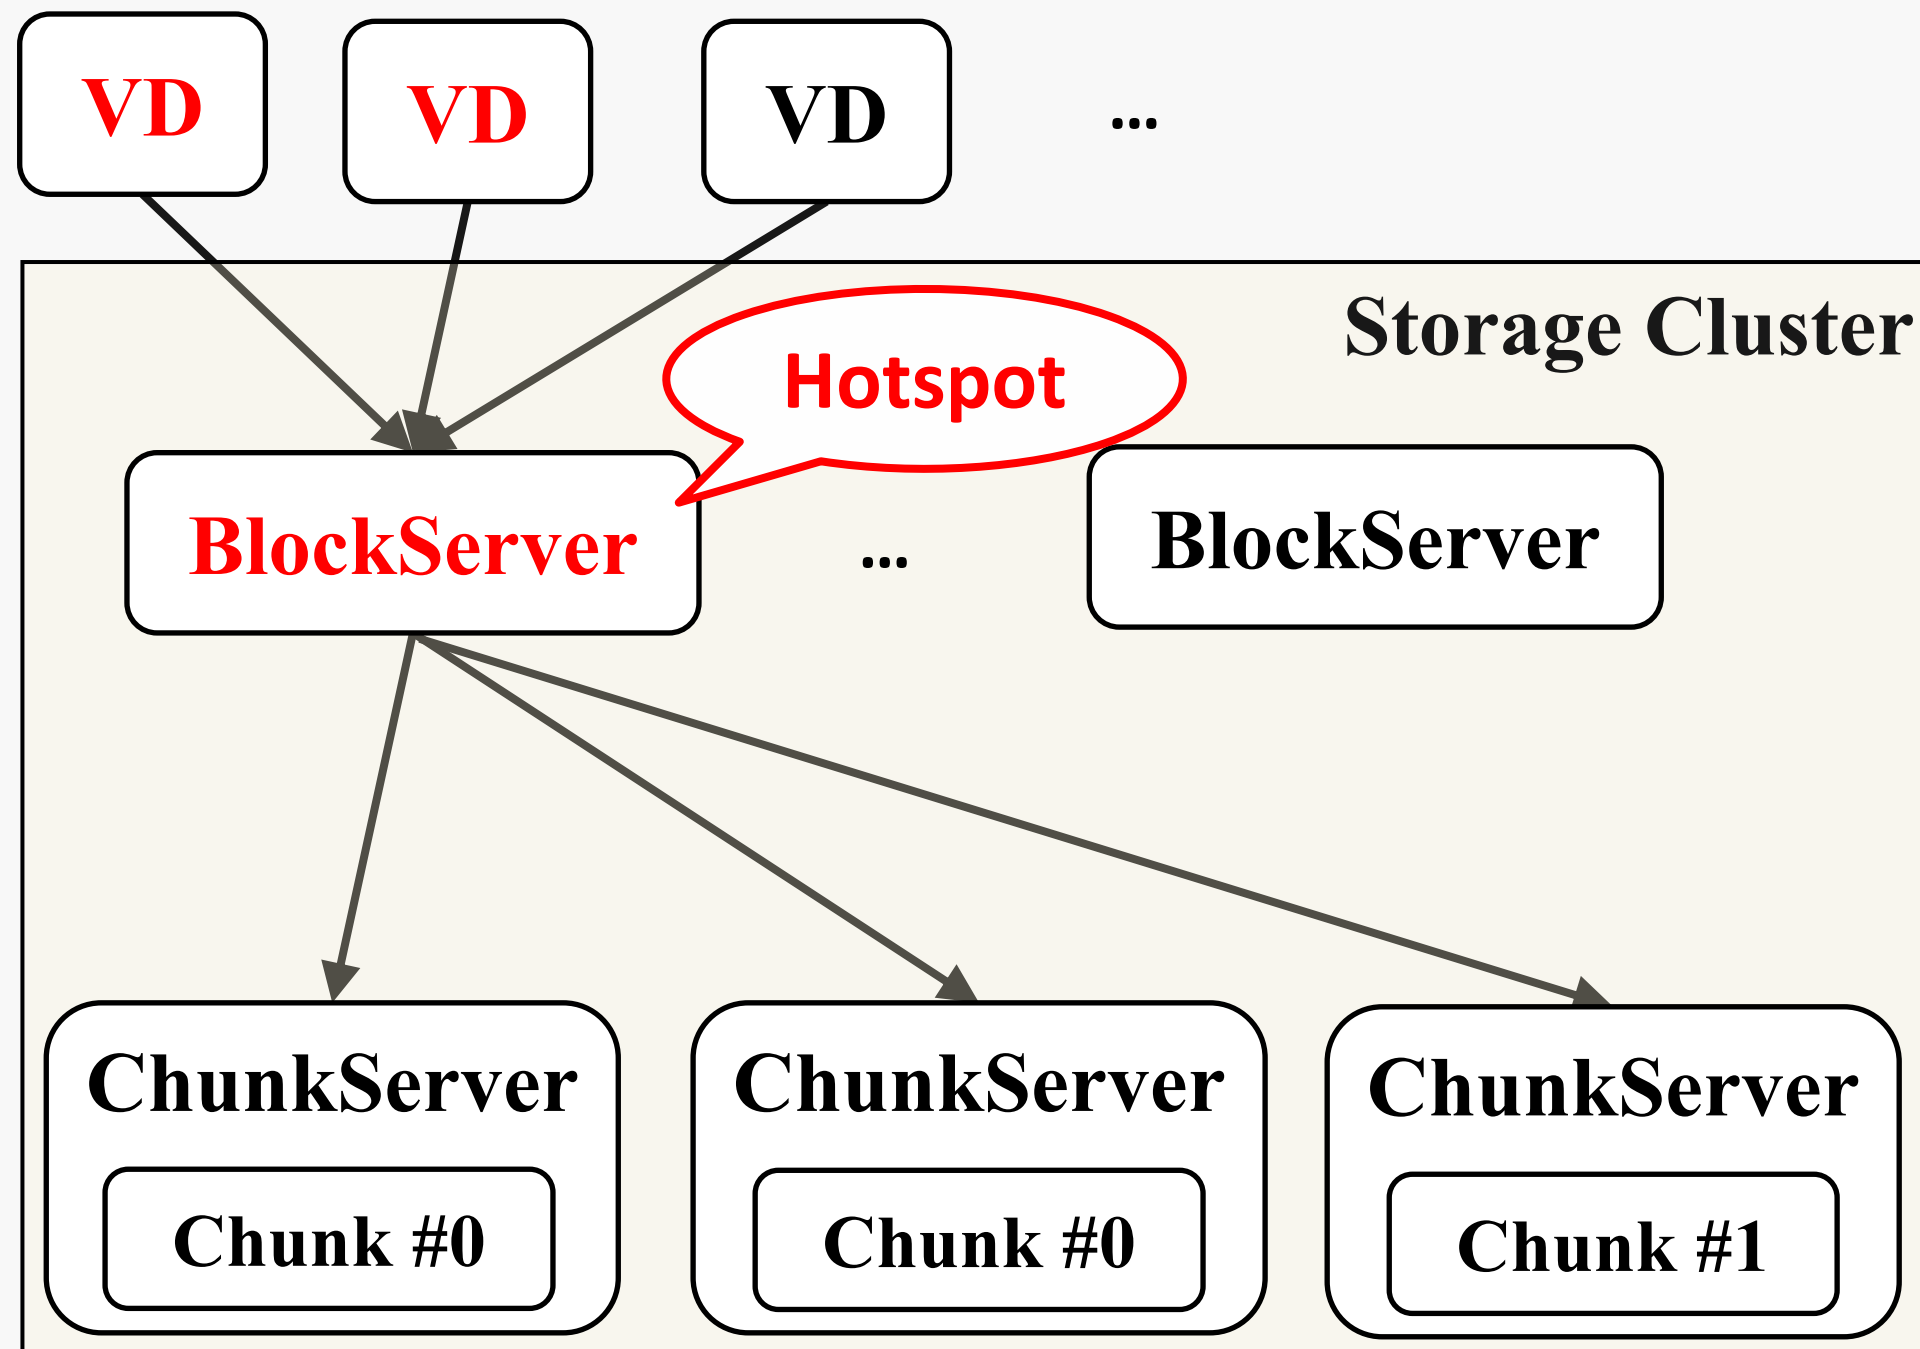 VD
VD
VD
...
Storage Cluster
Hotspot
BlockServer
...
BlockServer
ChunkServer
ChunkServer
ChunkServer
Chunk #0
Chunk #0
Chunk #1